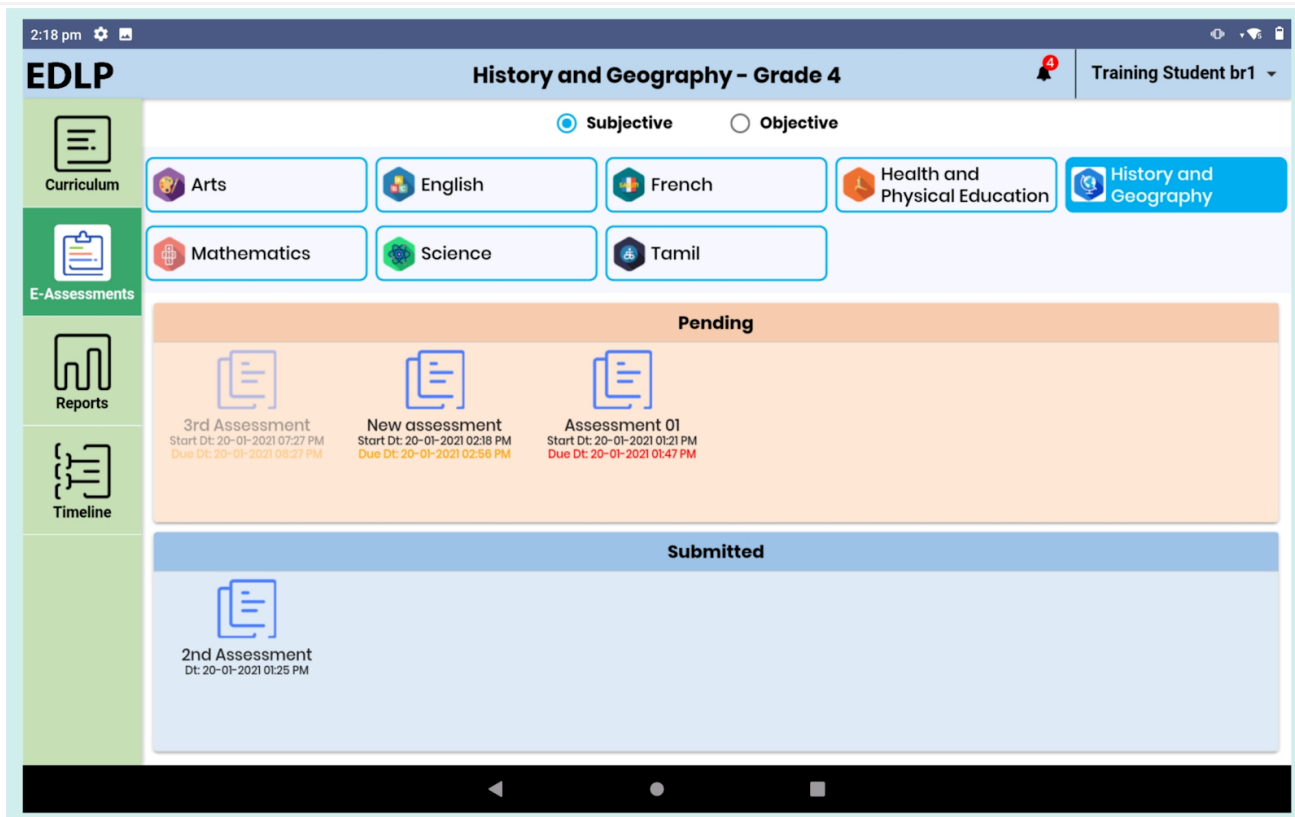 2:18 pm
EDLP
History and Geography - Grade 4
4
Training Student br1
Subjective
Objective
Curriculum
E-Assessments
Reports
Timeline
Arts
English
French
Health and
Physical Education
History and
Geography
Mathematics
Science
Tamil
Pending
3rd Assessment
Start Dt: 20-01-2021 07:27 PM
Due Dt: 20-01-2021 08:27 PM
New assessment
Start Dt: 20-01-2021 02:18 PM
Due Dt: 20-01-2021 02:56 PM
Assessment 01
Start Dt: 20-01-2021 01:21 PM
Due Dt: 20-01-2021 01:47 PM
Submitted
2nd Assessment
Dt: 20-01-2021 01:25 PM